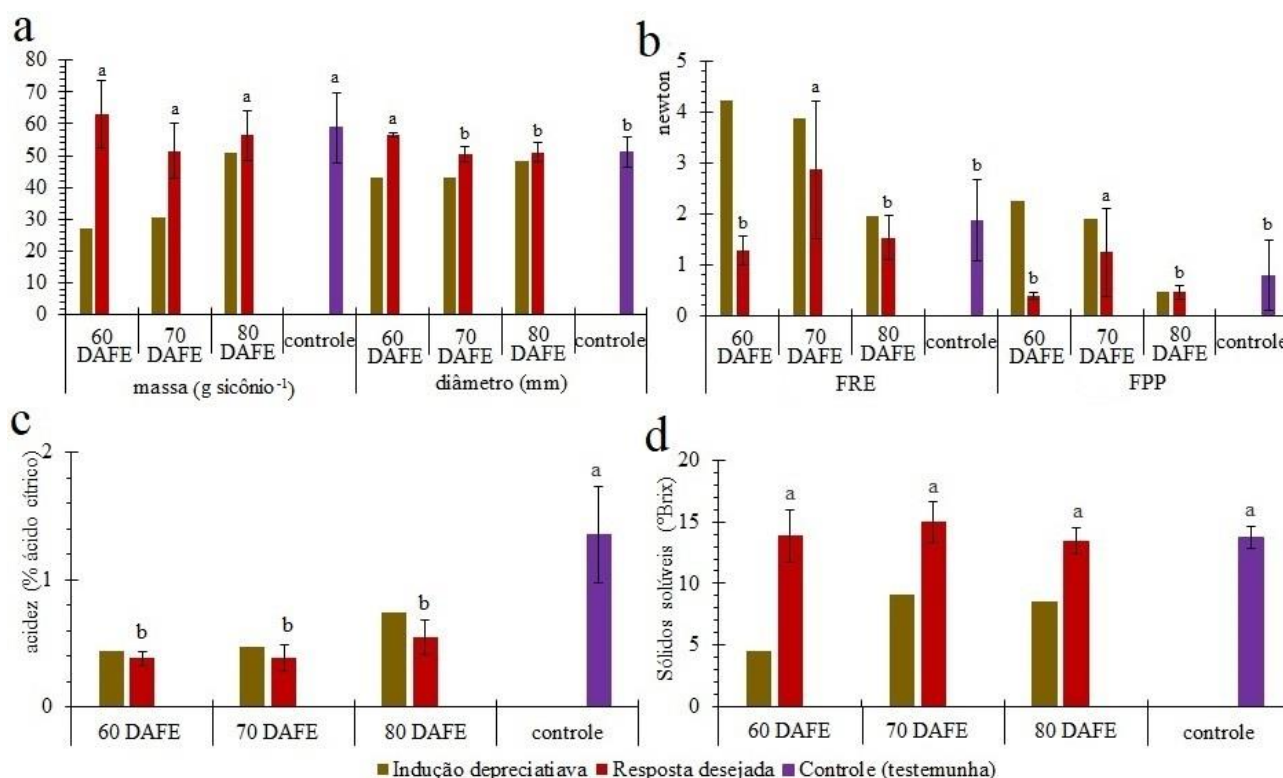 a
80
70
60
50
40
30
20
10
0
a a a a a b b b
60 DAFE 70 DAFE 80 DAFE controle 60 DAFE 70 DAFE 80 DAFE controle
massa (g sicônio⁻¹) diâmetro (mm)
b
newton
5
4
3
2
1
0
b a b b b a b b
60 DAFE 70 DAFE 80 DAFE controle 60 DAFE 70 DAFE 80 DAFE controle
FRE FPP
c
acidez (% ácido cítrico)
2
1
0
b b b a
60 DAFE 70 DAFE 80 DAFE controle
d
Sólidos solúveis (ºBrix)
20
15
10
5
0
a a a a
60 DAFE 70 DAFE 80 DAFE controle
Indução depreciatiava Resposta desejada Controle (testemunha)